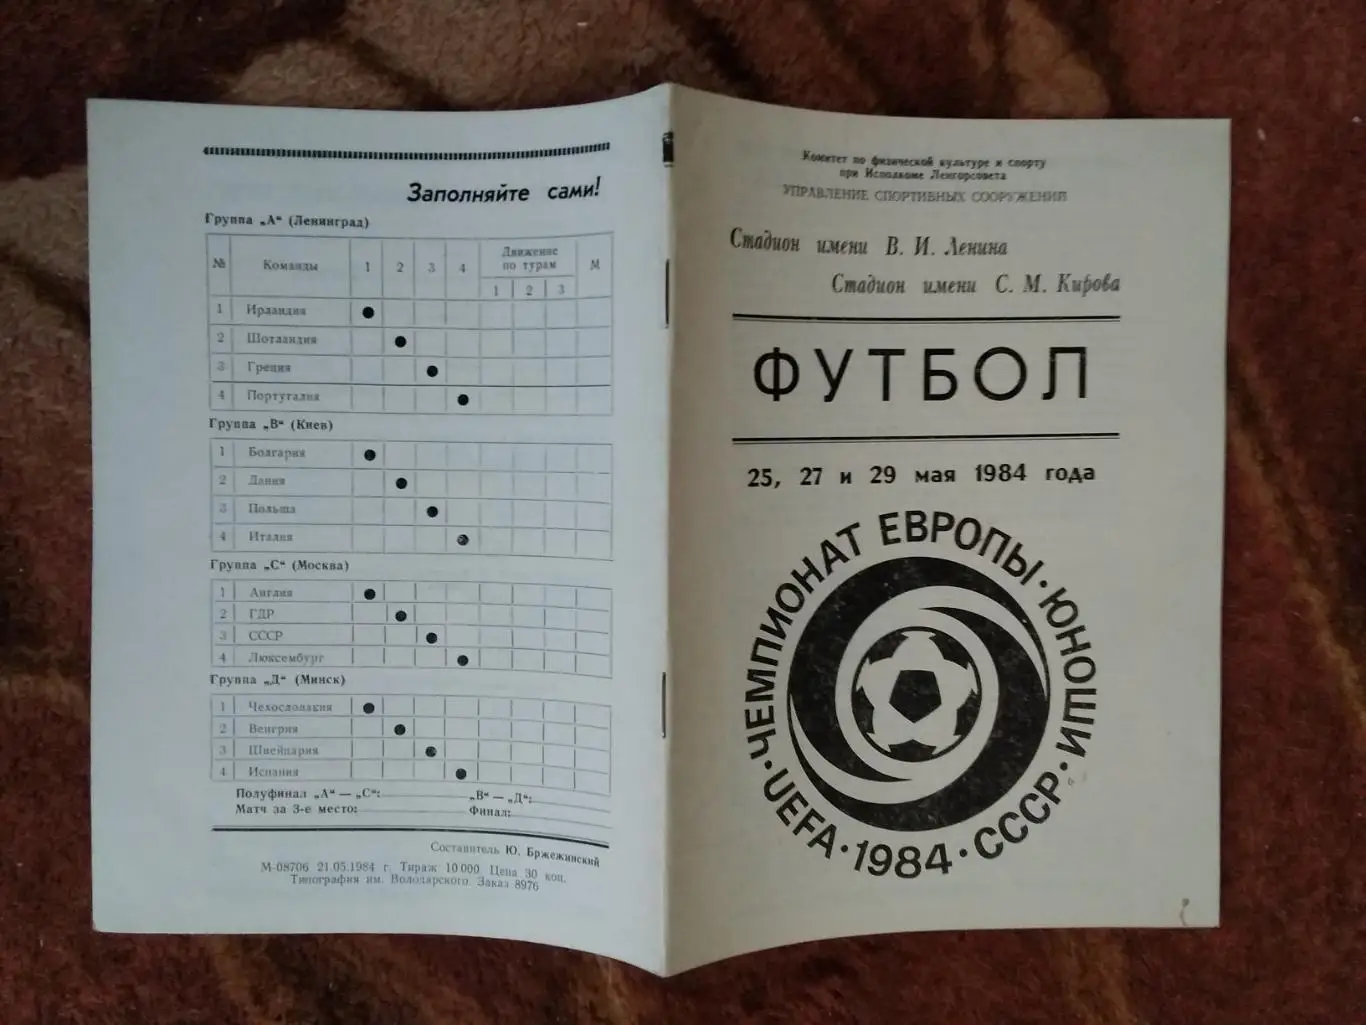 Заполняйте сами!
Группа „А“ (Ленинград)
№ Команды 1 2 3 4 Движение по турам М
1 2 3
1 Ирландия
2 Шотландия
3 Греция
4 Португалия
Группа „В“ (Киев)
1 Болгария
2 Дания
3 Польша
4 Италия
Группа „С“ (Москва)
1 Англия
2 ГДР
3 СССР
4 Люксембург
Группа „Д“ (Минск)
1 Чехословакия
2 Венгрия
3 Швейцария
4 Испания
Полуфинал „А“ — „С“: „В“ — „Д“:
Матч за 3-е место: Финал:
Составитель Ю. Бржежинский
М-08706 21.05.1984 г. Тираж 10 000 Цена 30 коп.
Типография им. Володарского. Заказ 8976
Комитет по физической культуре и спорту
при Исполкоме Ленгорсовета
УПРАВЛЕНИЕ СПОРТИВНЫХ СООРУЖЕНИЙ
Стадион имени В. И. Ленина
Стадион имени С. М. Кирова
ФУТБОЛ
25, 27 и 29 мая 1984 года
ЧЕМПИОНАТ ЕВРОПЫ · ЮНОШИ · СССР · 1984 · UEFA ·